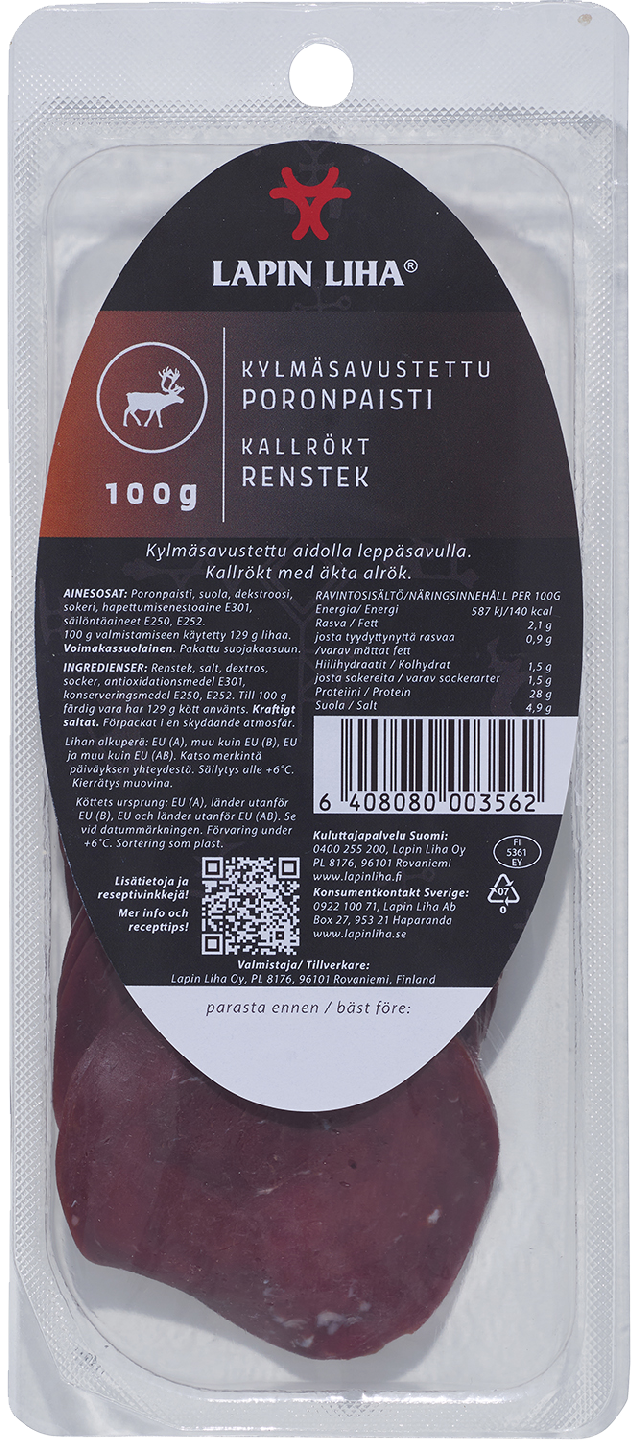 LAPIN LIHA®
KYLMÄSAVUSTETTU
PORONPAISTI
KALLRÖKT
RENSTEK
100g
Kylmäsavustettu aidolla leppäsavulla.
Kallrökt med äkta alrök.
AINESOSAT: Poronpaisti, suola, dekstroosi,
sokeri, hapettumisenestoaine E301,
säilöntäaineet E250, E252.
100 g valmistamiseen käytetty 129 g lihaa.
Voimakassuolainen. Pakattu suojakaasuun.
INGREDIENSER: Renstek, salt, dextros,
socker, antioxidationsmedel E301,
konserveringsmedel E250, E252. Till 100 g
färdig vara har 129 g kött använts. Kraftigt
saltat. Förpackat i en skyddande atmosfär.
Lihan alkuperä: EU (A), muu kuin EU (B), EU
ja muu kuin EU (AB). Katso merkintä
päiväyksen yhteydestä. Säilytys alle +6°C.
Kierrätys muovina.
Köttets ursprung: EU (A), länder utanför
EU (B), EU och länder utanför EU (AB). Se
vid datummärkningen. Förvaring under
+6°C. Sortering som plast.
Lisätietoja ja
reseptivinkkejä!
Mer info och
recepttips!
RAVINTOSISÄLTÖ/NÄRINGSINNEHÅLL PER 100G
Energia/ Energi 587 kJ/140 kcal
Rasva / Fett 2,1 g
josta tyydyttynyttä rasvaa 0,9 g
/varav mättat fett
Hiilihydraatit / Kolhydrat 1,5 g
josta sokereita / varav sockerarter 1,5 g
Proteiini / Protein 28 g
Suola / Salt 4,9 g
6 408080 003562
Kuluttajapalvelu Suomi:
0400 255 200, Lapin Liha Oy
PL 8176, 96101 Rovaniemi
www.lapinliha.fi
Konsumentkontakt Sverige:
0922 100 71, Lapin Liha Ab
Box 27, 953 21 Haparanda
www.lapinliha.se
FI
5361
EY
07
Valmistaja/ Tillverkare:
Lapin Liha Oy, PL 8176, 96101 Rovaniemi, Finland
parasta ennen / bäst före: